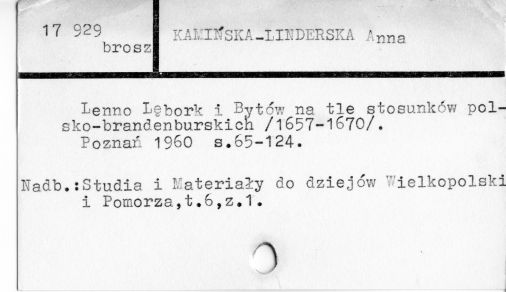 17 929
brosz
KAMIŃSKA-LINDERSKA Anna
Lenno Lębork i Bytów na tle stosunków pol-
sko-brandenburskich /1657-1670/.
Poznań 1960 s.65-124.
Nadb.:Studia i Materiały do dziejów Wielkopolski
i Pomorza,t.6,z.1.